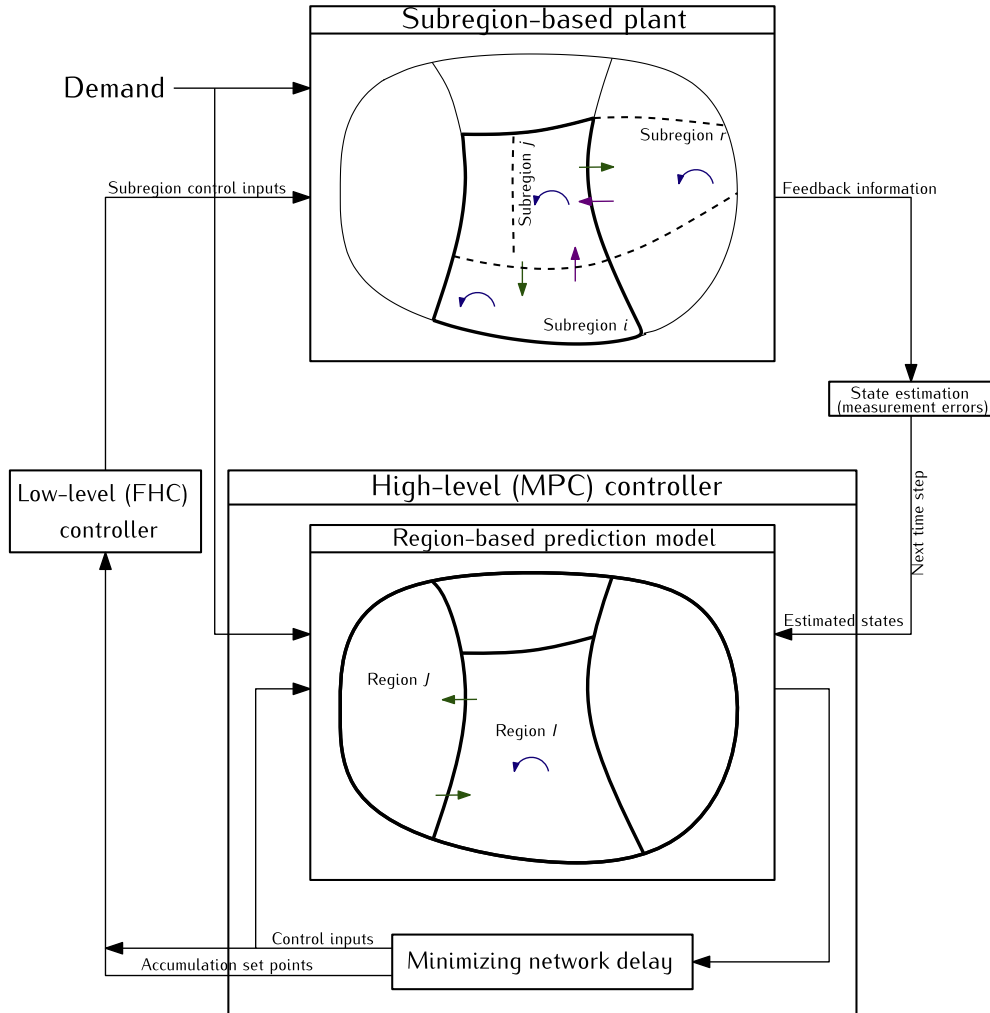 Subregion-based plant
Demand
Subregion r
Subregion j
Subregion control inputs
Feedback information
Subregion i
State estimation
(measurement errors)
Low-level (FHC)
controller
High-level (MPC) controller
Next time step
Region-based prediction model
Estimated states
Region J
Region I
Control inputs
Accumulation set points
Minimizing network delay